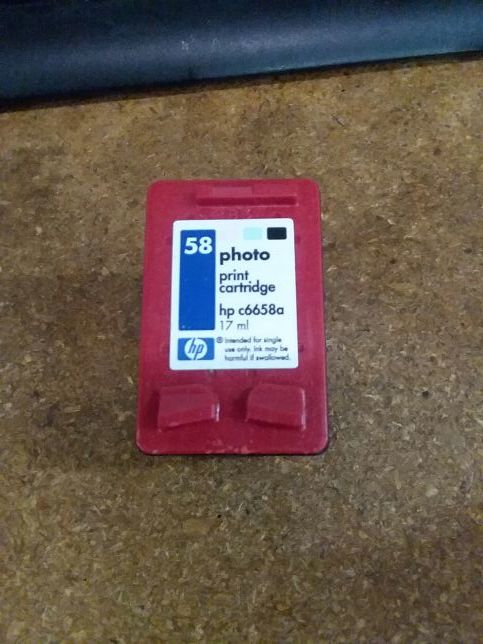 58
photo
print
cartridge
hp c6658a
17 ml
hp ® Intended for single
use only. Ink may be
harmful if swallowed.